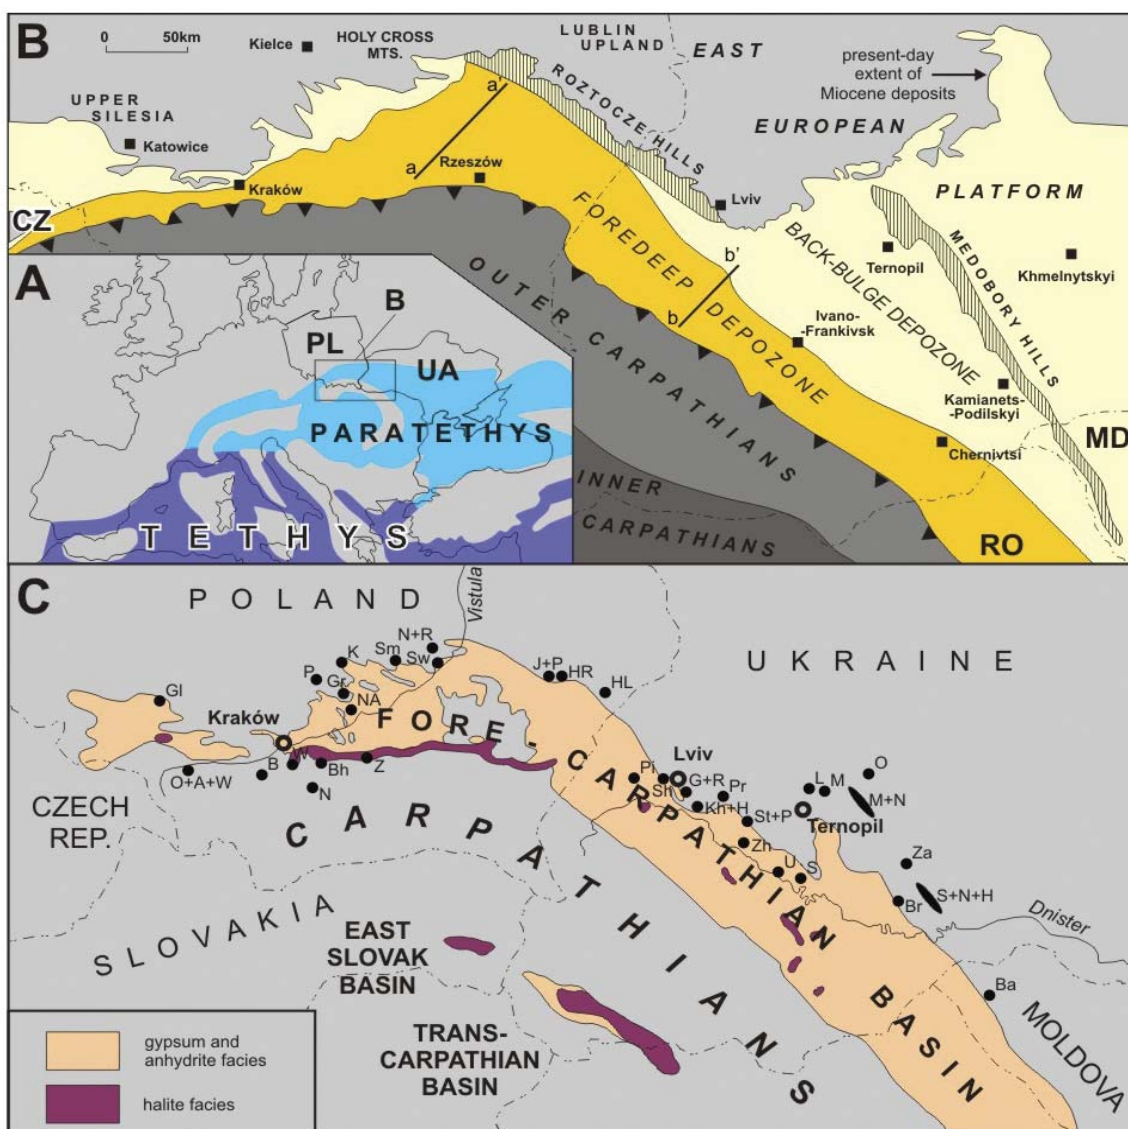 B
0 50km
Kielce
HOLY CROSS
MTS.
LUBLIN
UPLAND
EAST
present-day
extent of
Miocene deposits
UPPER
SILESIA
Katowice
a'
ROZTOCZE HILLS
EUROPEAN
a
Rzeszów
Kraków
Lviv
PLATFORM
CZ
FOREDEEP DEPOZONE
BACK-BULGE DEPOZONE
MEDOBORY HILLS
Ternopil
Khmelnytskyi
b'
b
Ivano-
-Frankivsk
Kamianets-
-Podilskyi
OUTER CARPATHIANS
Chernivtsi
MD
INNER
CARPATHIANS
RO
A
B
PL
UA
PARATETHYS
TETHYS
C
POLAND
Vistula
UKRAINE
N+R
K
Sm
Sw
P
Gr
NA
Gl
J+P
HR
HL
Kraków
FORE-CARPATHIAN BASIN
Lviv
O+A+W
B
W
Bh
Z
N
Pi
Sh
G+R
Kh+H
Pr
St+P
L
M
O
M+N
Ternopil
Zh
U
S
Za
Br
S+N+H
Dnister
Ba
CZECH
REP.
CARPATHIANS
SLOVAKIA
EAST
SLOVAK
BASIN
TRANS-
CARPATHIAN
BASIN
MOLDOVA
gypsum and
anhydrite facies
halite facies